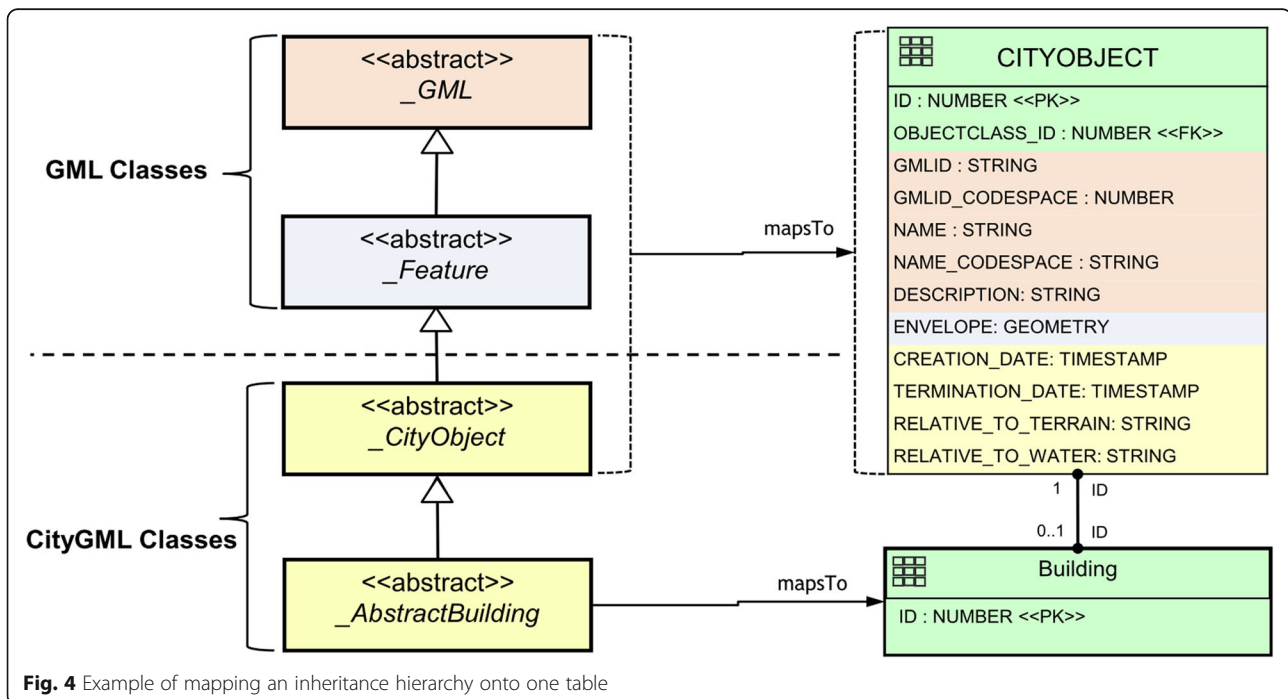 <<abstract>>
_GML
GML Classes
<<abstract>>
_Feature
<<abstract>>
_CityObject
CityGML Classes
<<abstract>>
_AbstractBuilding
mapsTo
mapsTo
CITYOBJECT
ID : NUMBER <<PK>>
OBJECTCLASS_ID : NUMBER <<FK>>
GMLID : STRING
GMLID_CODESPACE : NUMBER
NAME : STRING
NAME_CODESPACE : STRING
DESCRIPTION: STRING
ENVELOPE: GEOMETRY
CREATION_DATE: TIMESTAMP
TERMINATION_DATE: TIMESTAMP
RELATIVE_TO_TERRAIN: STRING
RELATIVE_TO_WATER: STRING
1 ID
0..1 ID
Building
ID : NUMBER <<PK>>
Fig. 4 Example of mapping an inheritance hierarchy onto one table